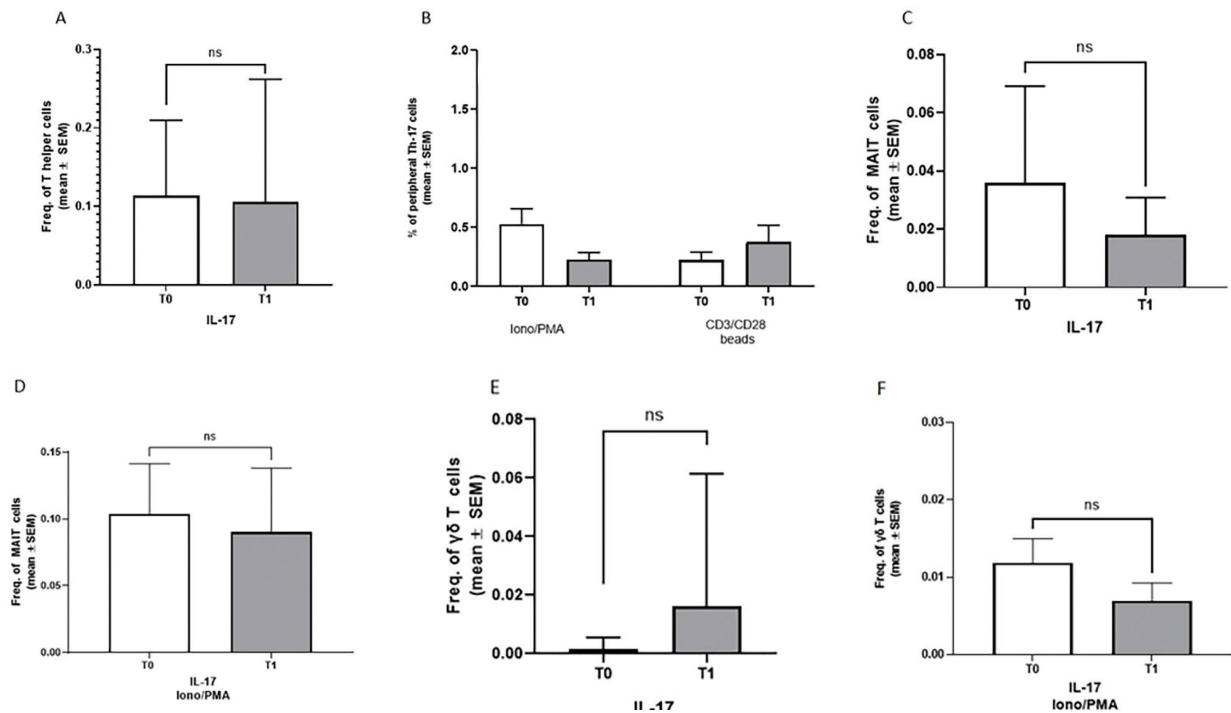 A
Freq. of T helper cells
(mean ± SEM)
0.3
0.2
0.1
0.0
ns
T0
T1
IL-17
B
% of peripheral Th-17 cells
(mean ± SEM)
2.0
1.5
1.0
0.5
0.0
T0
T1
T0
T1
Iono/PMA
CD3/CD28
beads
C
Freq. of MAIT cells
(mean ± SEM)
0.08
0.06
0.04
0.02
0.00
ns
T0
T1
IL-17
D
Freq. of MAIT cells
(mean ± SEM)
0.15
0.10
0.05
0.00
ns
T0
T1
IL-17
Iono/PMA
E
Freq. of γδ T cells
(mean ± SEM)
0.08
0.06
0.04
0.02
0.00
ns
T0
T1
IL-17
F
Freq. of γδ T cells
(mean ± SEM)
0.03
0.02
0.01
0.00
ns
T0
T1
IL-17
Iono/PMA